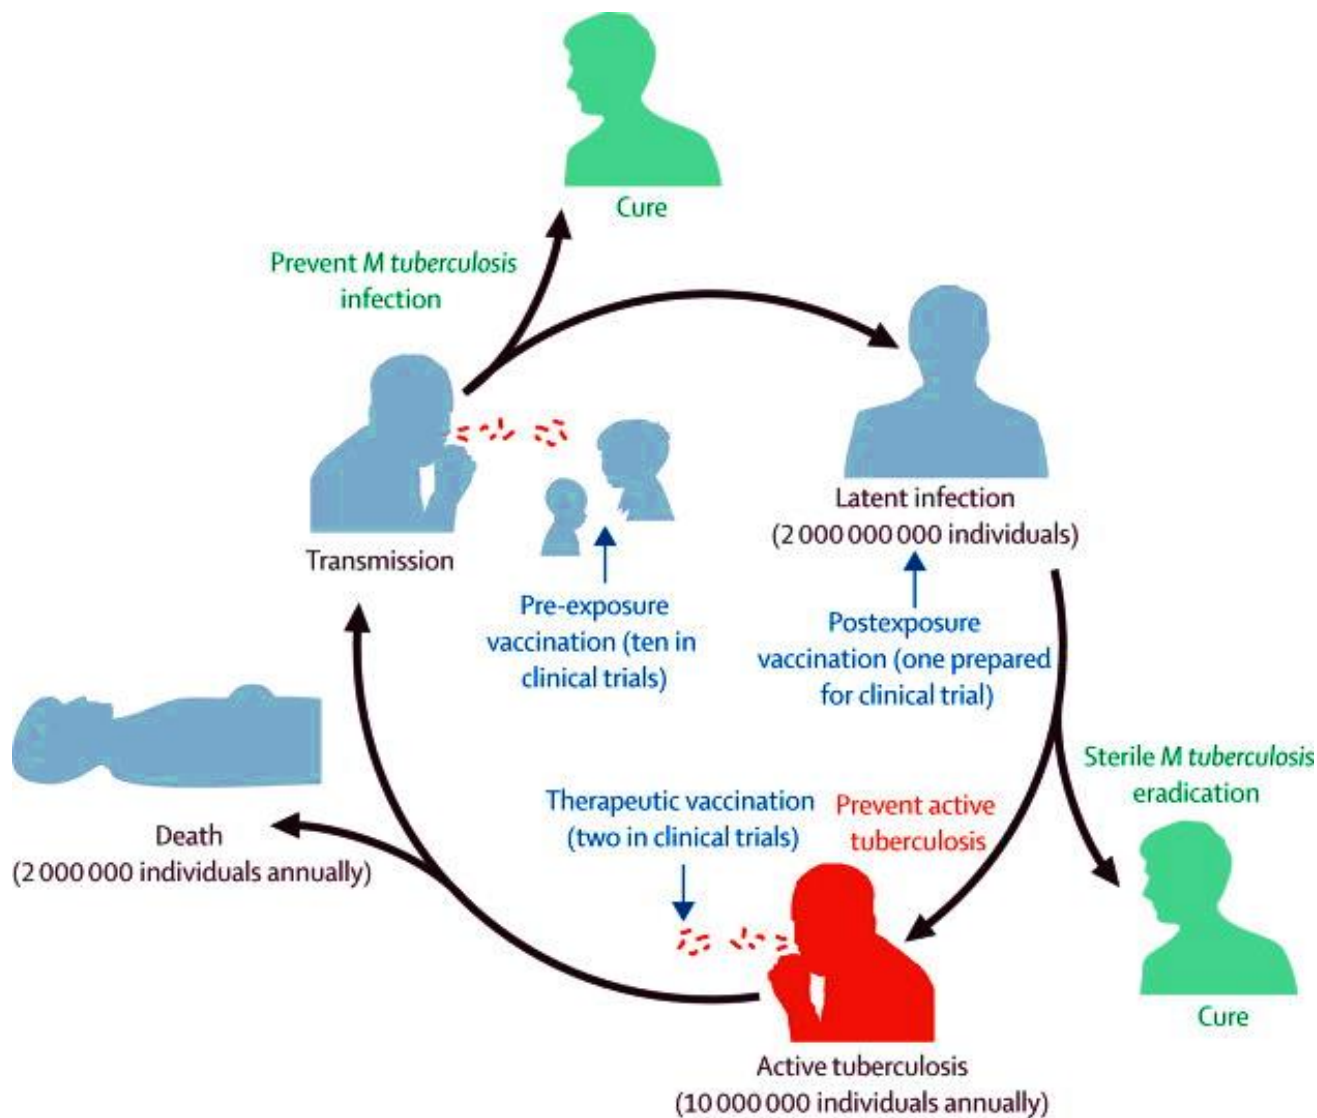 Cure
Prevent M tuberculosis
infection
Latent infection
(2 000 000 000 individuals)
Transmission
Pre-exposure
vaccination (ten in
clinical trials)
Postexposure
vaccination (one prepared
for clinical trial)
Sterile M tuberculosis
eradication
Therapeutic vaccination
(two in clinical trials)
Prevent active
tuberculosis
Death
(2 000 000 individuals annually)
Cure
Active tuberculosis
(10 000 000 individuals annually)